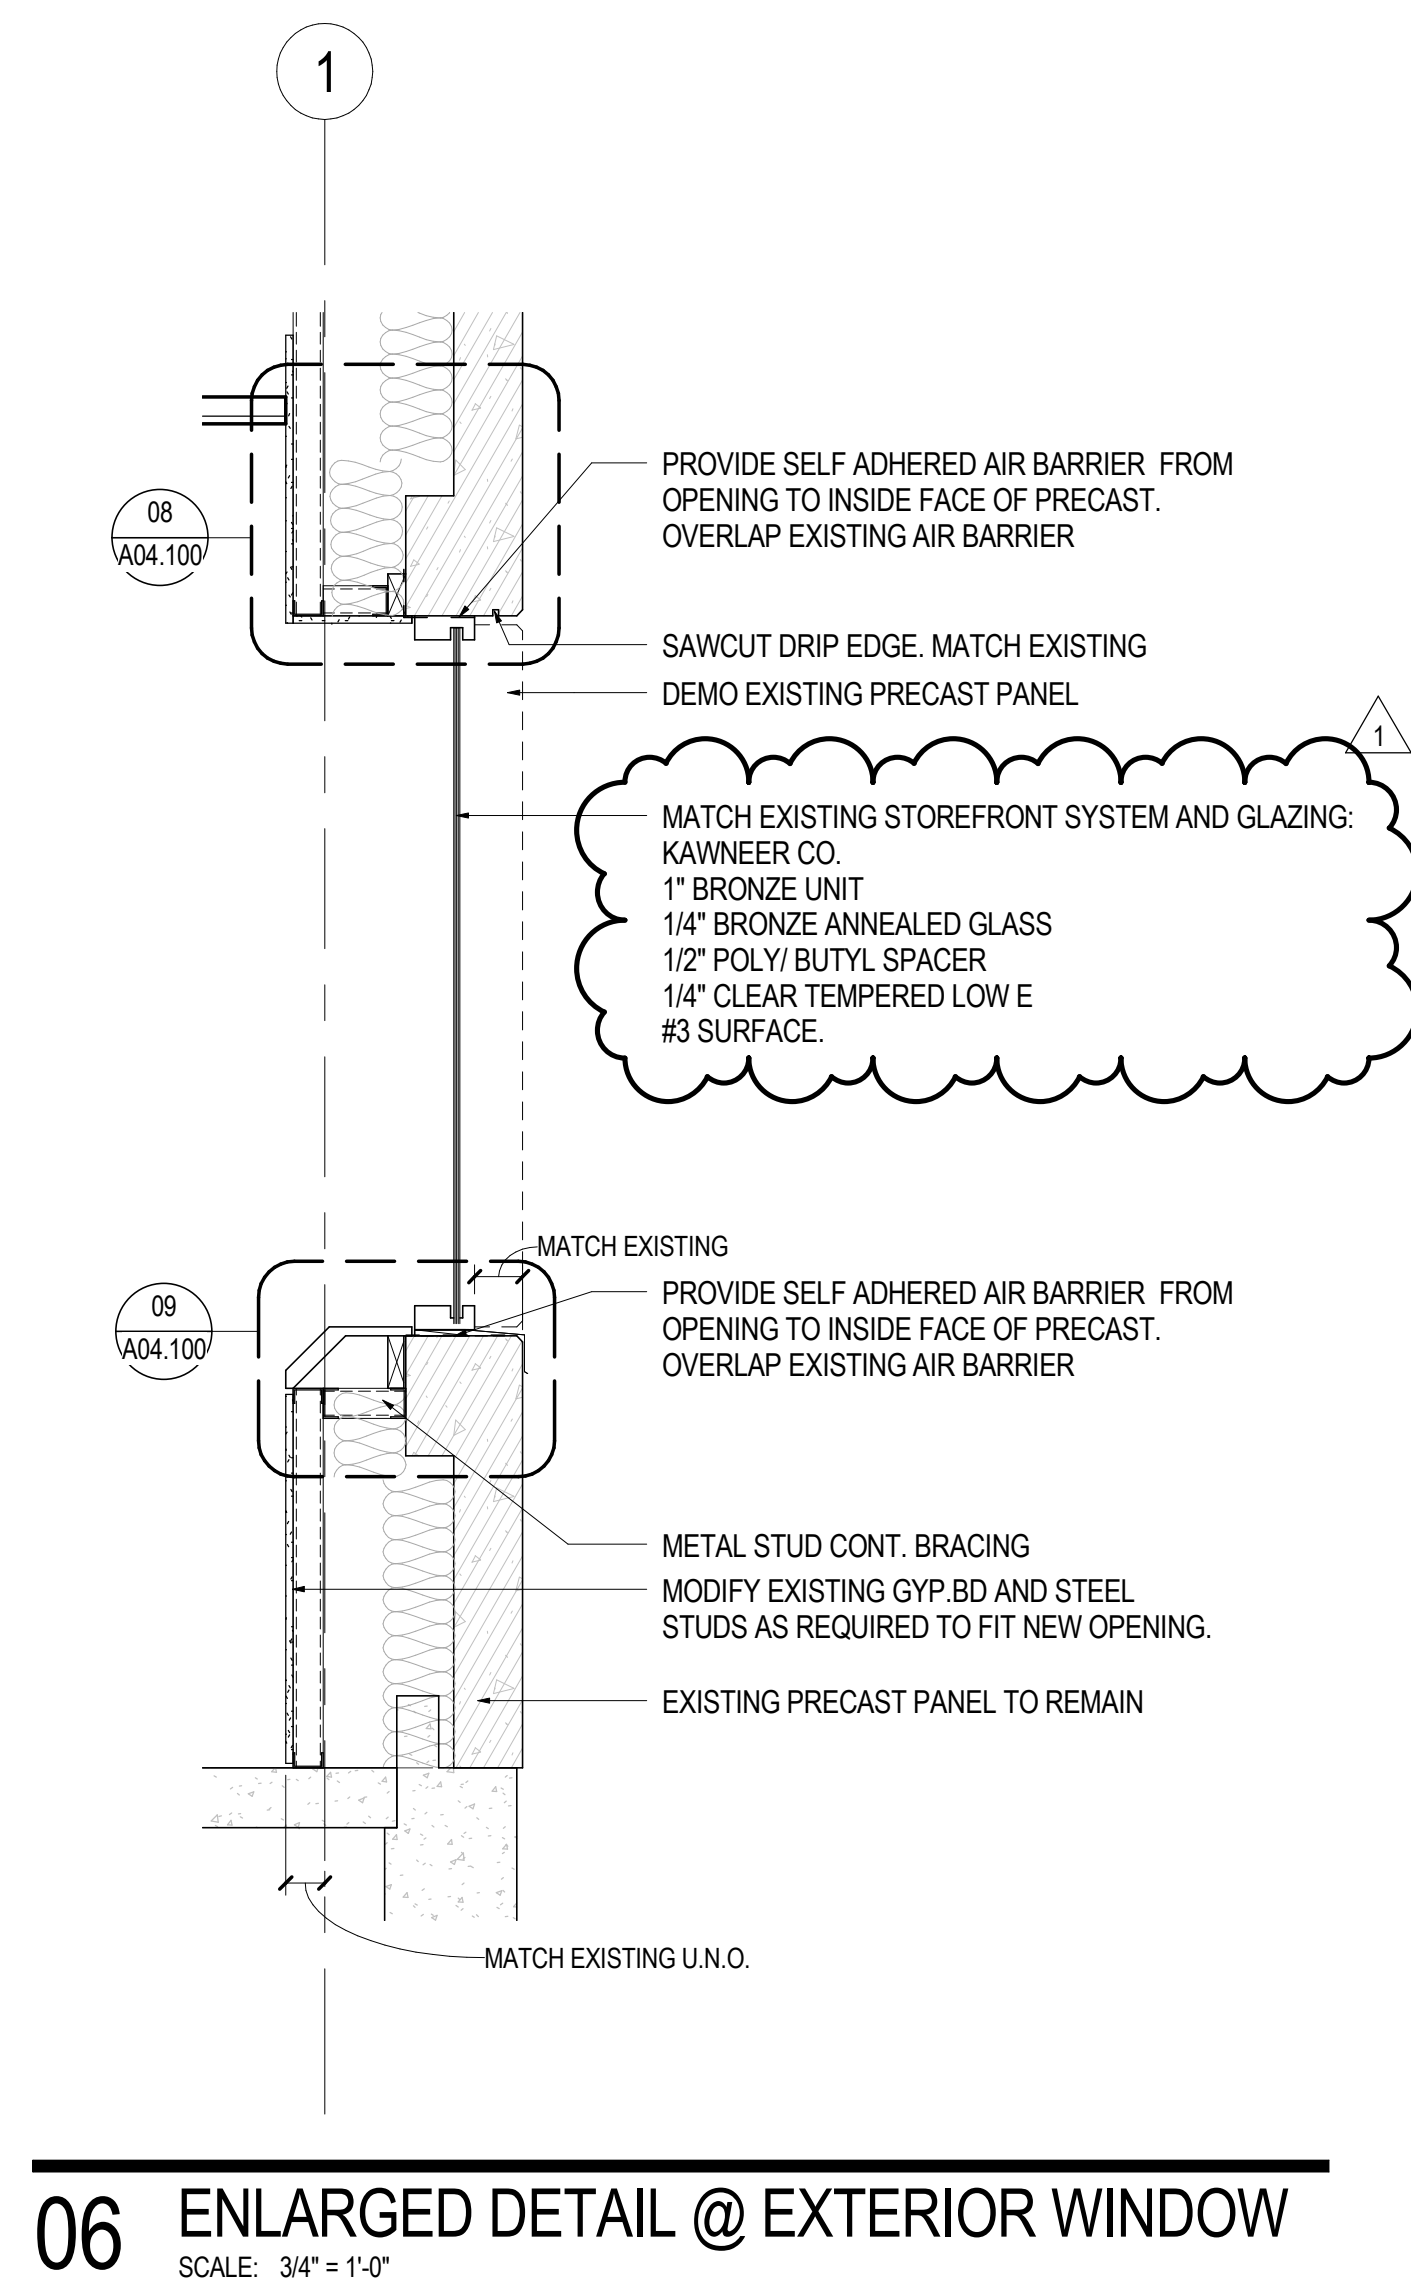 1
PROVIDE SELF ADHERED AIR BARRIER FROM
OPENING TO INSIDE FACE OF PRECAST.
OVERLAP EXISTING AIR BARRIER
08
A04.100
SAWCUT DRIP EDGE. MATCH EXISTING
DEMO EXISTING PRECAST PANEL
1
MATCH EXISTING STOREFRONT SYSTEM AND GLAZING:
KAWNEER CO.
1" BRONZE UNIT
1/4" BRONZE ANNEALED GLASS
1/2" POLY/ BUTYL SPACER
1/4" CLEAR TEMPERED LOW E
#3 SURFACE.
MATCH EXISTING
09
A04.100
PROVIDE SELF ADHERED AIR BARRIER FROM
OPENING TO INSIDE FACE OF PRECAST.
OVERLAP EXISTING AIR BARRIER
METAL STUD CONT. BRACING
MODIFY EXISTING GYP.BD AND STEEL
STUDS AS REQUIRED TO FIT NEW OPENING.
EXISTING PRECAST PANEL TO REMAIN
MATCH EXISTING U.N.O.
06 ENLARGED DETAIL @ EXTERIOR WINDOW
SCALE: 3/4" = 1'-0"